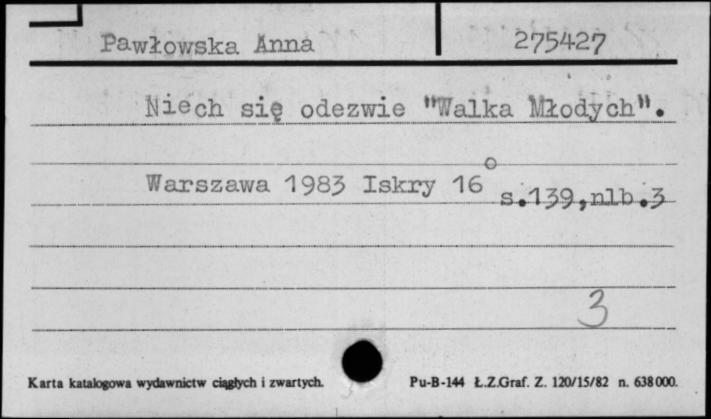 Pawłowska Anna 275427
Niech się odezwie "Walka Młodych".
Warszawa 1983 Iskry 16° s.139,nlb.3
3
Karta katalogowa wydawnictw ciągłych i zwartych. Pu-B-144 Ł.Z.Graf. Z. 120/15/82 n. 638000.